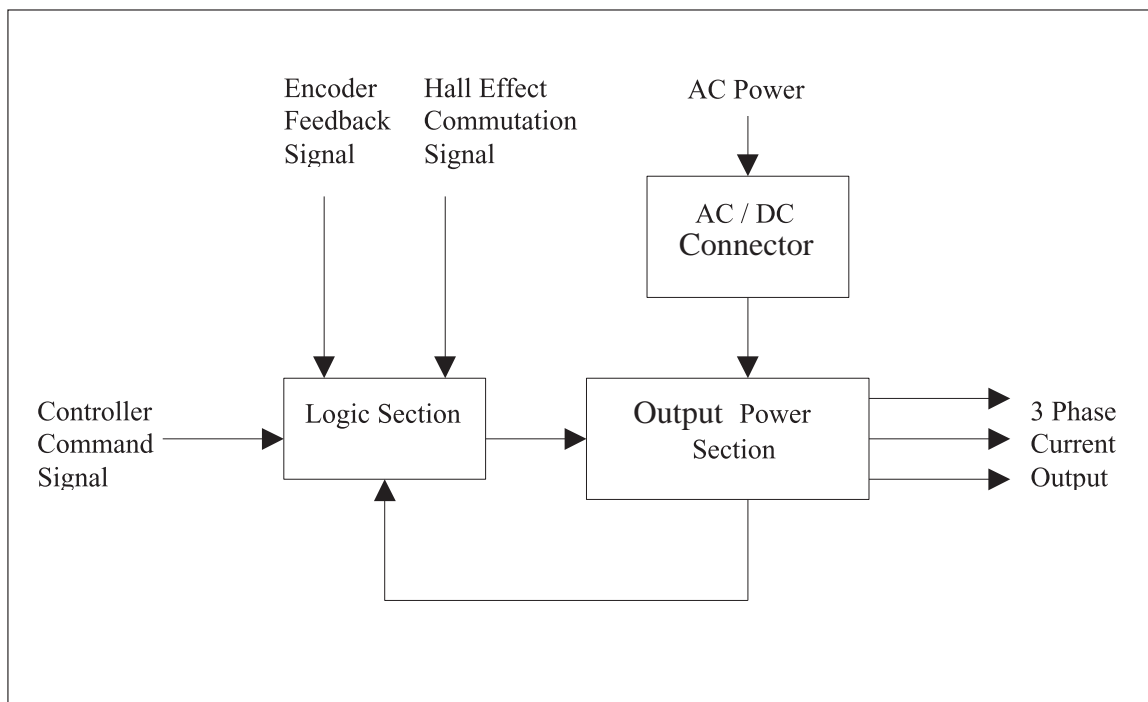 Encoder
Feedback
Signal
Hall Effect
Commutation
Signal
AC Power
AC / DC
Connector
Controller
Command
Signal
Logic Section
Output Power
Section
3 Phase
Current
Output